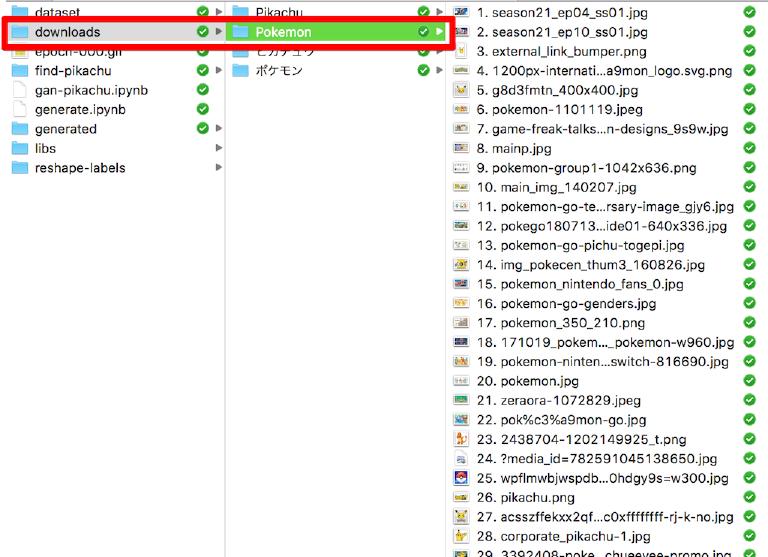 dataset
downloads
epoch-000.gif
find-pikachu
gan-pikachu.ipynb
generate.ipynb
generated
libs
reshape-labels
Pikachu
Pokemon
ピカチュウ
ポケモン
1. season21_ep04_ss01.jpg
2. season21_ep10_ss01.jpg
3. external_link_bumper.png
4. 1200px-internati...a9mon_logo.svg.png
5. g8d3fmtn_400x400.jpg
6. pokemon-1101119.jpeg
7. game-freak-talks...n-designs_9s9w.jpg
8. mainp.jpg
9. pokemon-group1-1042x636.png
10. main_img_140207.jpg
11. pokemon-go-te...rsary-image_gjy6.jpg
12. pokego180713...ide01-640x336.jpg
13. pokemon-go-pichu-togepi.jpg
14. img_pokecen_thum3_160826.jpg
15. pokemon_nintendo_fans_0.jpg
16. pokemon-go-genders.jpg
17. pokemon_350_210.png
18. 171019_pokem..._pokemon-w960.jpg
19. pokemon-ninten...switch-816690.jpg
20. pokemon.jpg
21. zeraora-1072829.jpeg
22. pok%c3%a9mon-go.jpg
23. 2438704-1202149925_t.png
24. ?media_id=782591045138650.jpg
25. wpflmwbjwspdb...0hdgy9s=w300.jpg
26. pikachu.png
27. acsszffekxx2qf...c0xffffffff-rj-k-no.jpg
28. corporate_pikachu-1.jpg
29. 3392408-poke...chueevee-promo.jpg